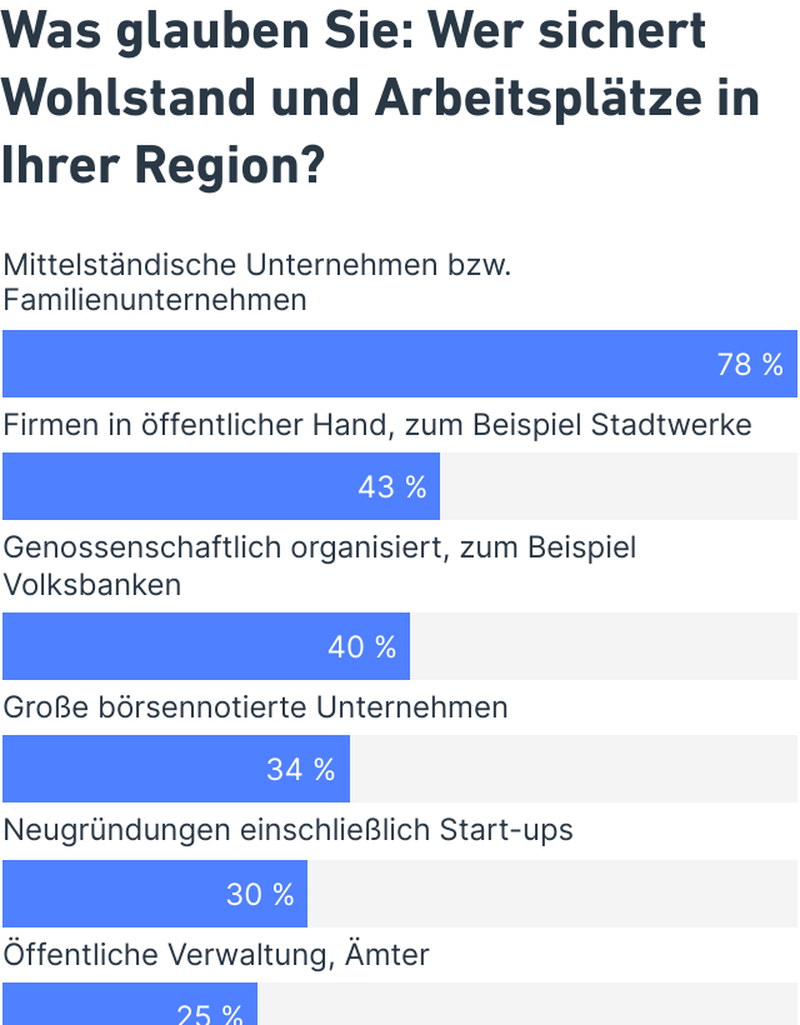 Was glauben Sie: Wer sichert
Wohlstand und Arbeitsplätze in
Ihrer Region?
Mittelständische Unternehmen bzw.
Familienunternehmen
78 %
Firmen in öffentlicher Hand, zum Beispiel Stadtwerke
43 %
Genossenschaftlich organisiert, zum Beispiel
Volksbanken
40 %
Große börsennotierte Unternehmen
34 %
Neugründungen einschließlich Start-ups
30 %
Öffentliche Verwaltung, Ämter
25 %